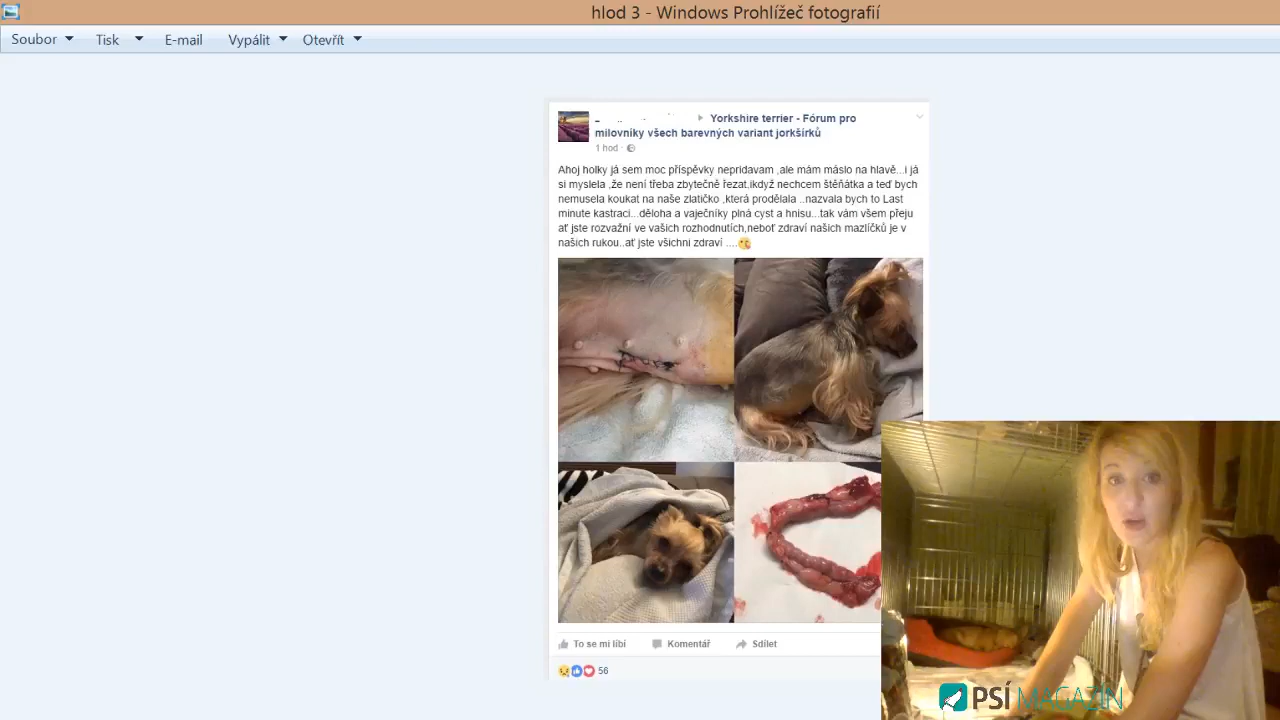 hlod 3 - Windows Prohlížeč fotografií
Soubor Tisk E-mail Vypálit Otevřít
Yorkshire terrier - Fórum pro
milovníky všech barevných variant jorkšírků
1 hod ·
Ahoj holky já sem moc příspěvky nepridavam ,ale mám máslo na hlavě...i já
si myslela ,že není třeba zbytečně řezat.ikdyž nechcem štěňátka a teď bych
nemusela koukat na naše zlatičko ,která prodělala ..nazvala bych to Last
minute kastraci...děloha a vaječníky plná cyst a hnisu...tak vám všem přeju
ať jste rozvažní ve vašich rozhodnutích,neboť zdraví našich mazlíčků je v
našich rukou..ať jste všichni zdraví ....
To se mi líbí Komentář Sdílet
56
PSÍ MAGAZÍN